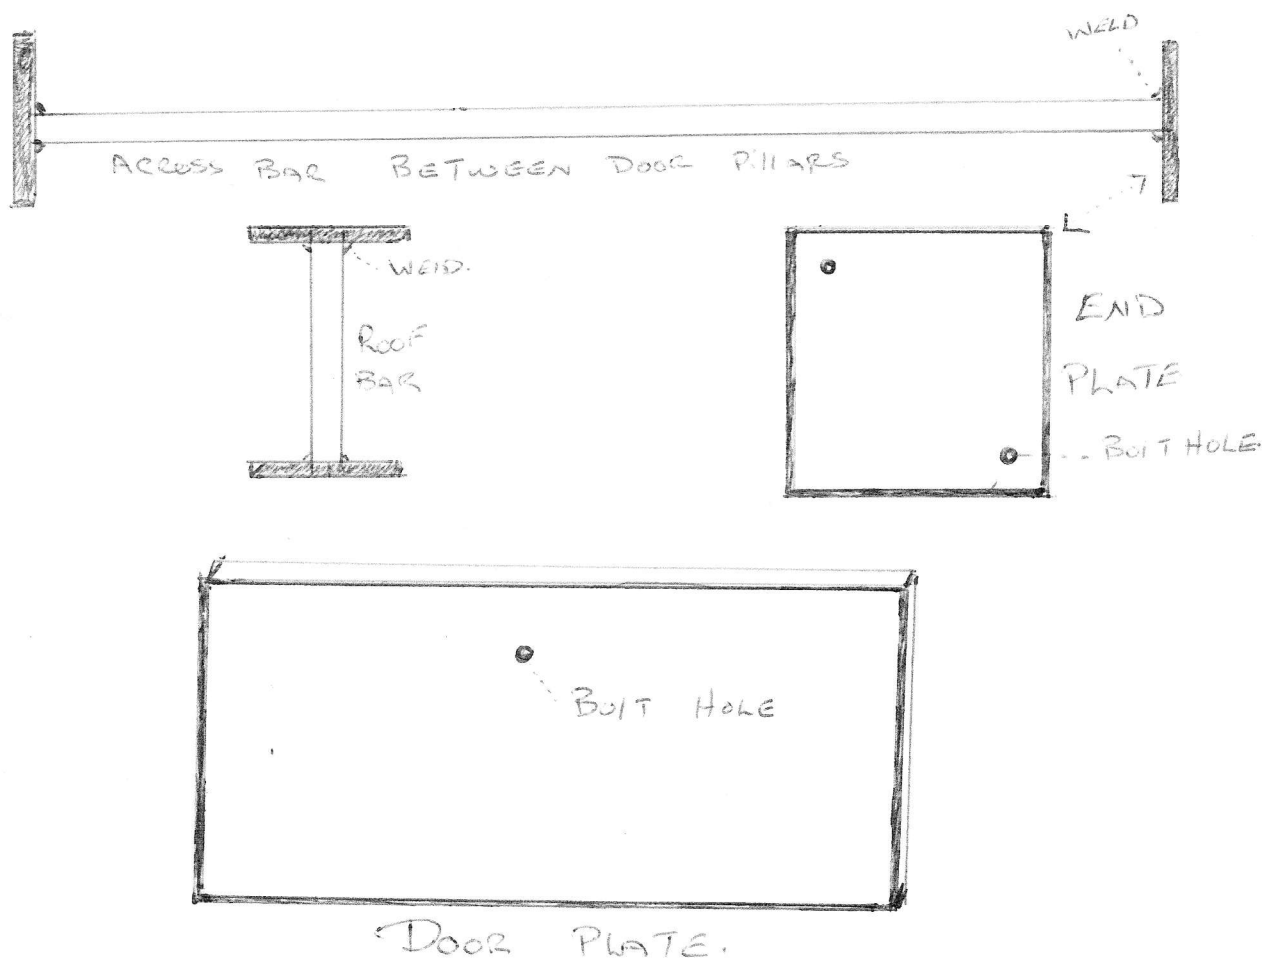 WELD
ACROSS BAR BETWEEN DOOR PillARS
WElD.
ROOF
BAR
END
PLATE
BOlT HOLE.
BOlT HOLE
DOOR PLATE.